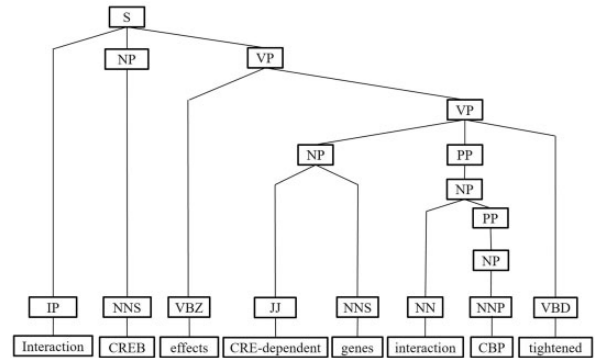 S
NP VP
VP
NP PP
NP
PP
NP
IP NNS VBZ JJ NNS NN NNP VBD
Interaction CREB effects CRE-dependent genes interaction CBP tightened